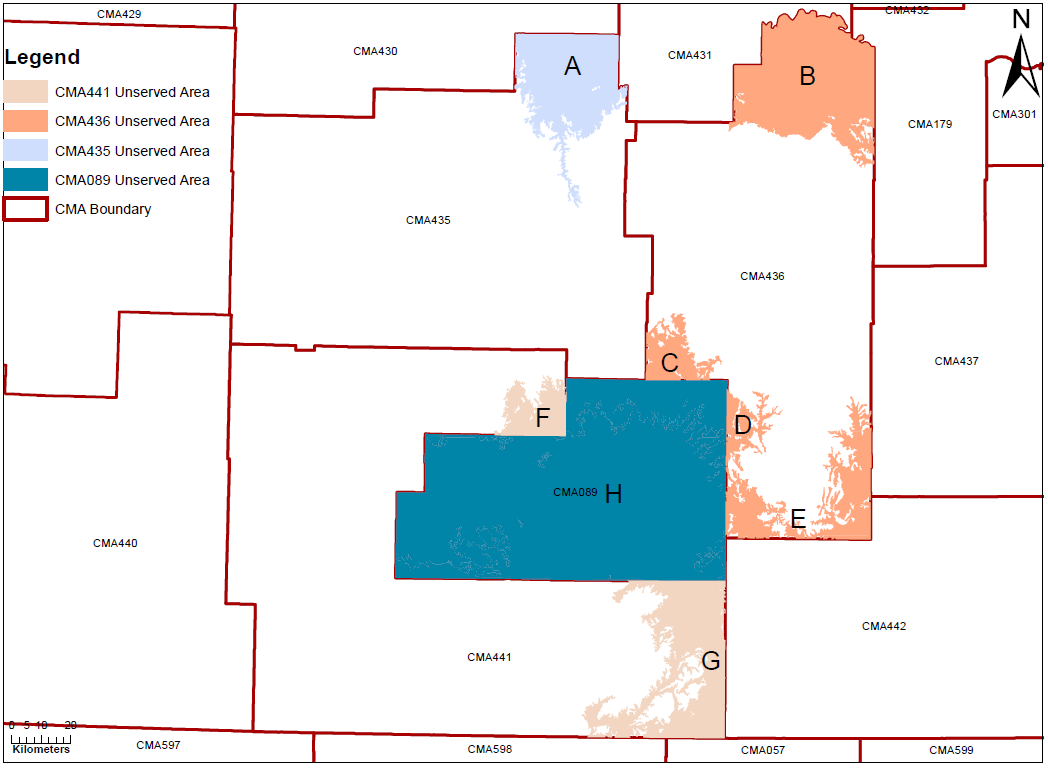 CMA429
CMA430
CMA431
CMA432
N
Legend
A
B
CMA441 Unserved Area
CMA436 Unserved Area
CMA435 Unserved Area
CMA089 Unserved Area
CMA Boundary
CMA179
CMA301
CMA435
CMA436
CMA437
C
F
D
CMA089
H
E
CMA440
CMA442
CMA441
G
0 5 10 20
Kilometers
CMA597
CMA598
CMA057
CMA599